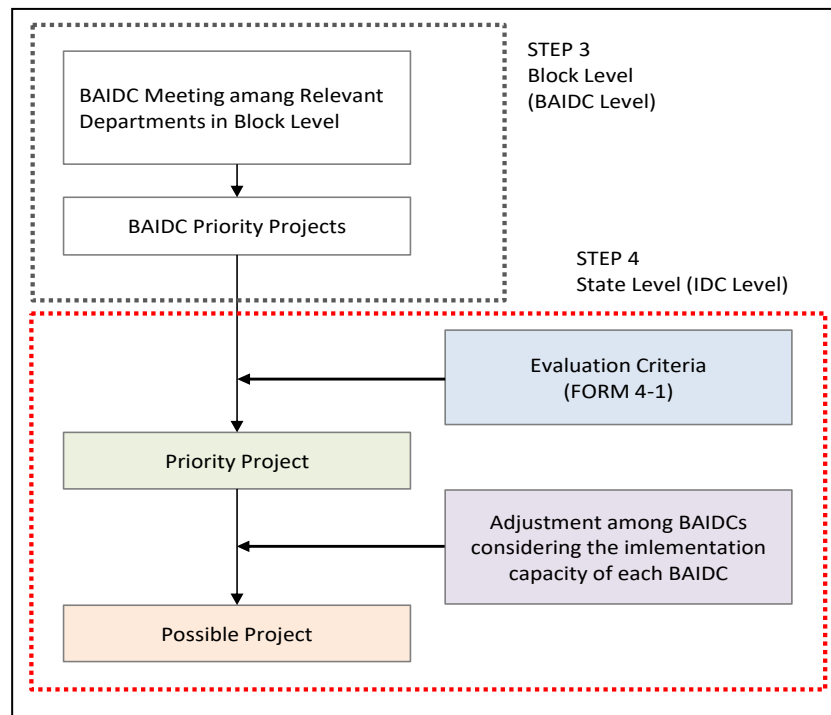 STEP 3
Block Level
(BAIDC Level)
BAIDC Meeting amang Relevant
Departments in Block Level
BAIDC Priority Projects
STEP 4
State Level (IDC Level)
Evaluation Criteria
(FORM 4-1)
Priority Project
Adjustment among BAIDCs
considering the imlementation
capacity of each BAIDC
Possible Project